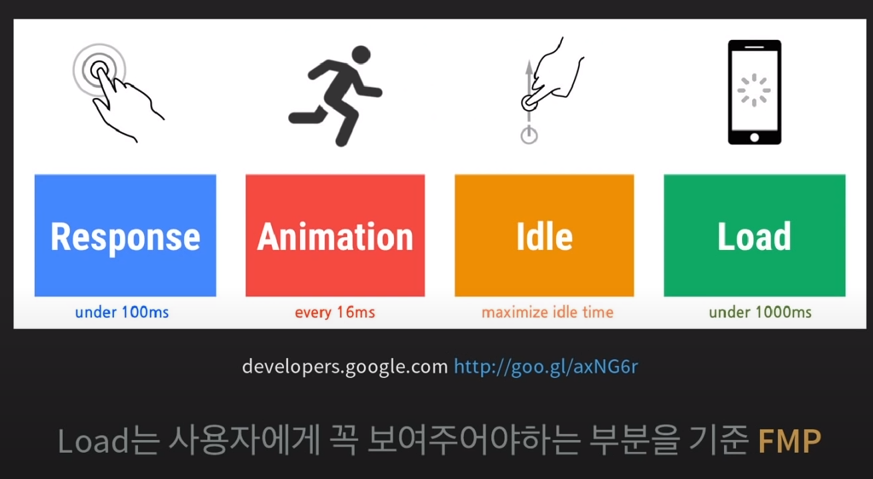 Response Animation Idle Load
under 100ms every 16ms maximize idle time under 1000ms
developers.google.com http://goo.gl/axNG6r
Load는 사용자에게 꼭 보여주어야하는 부분을 기준 FMP